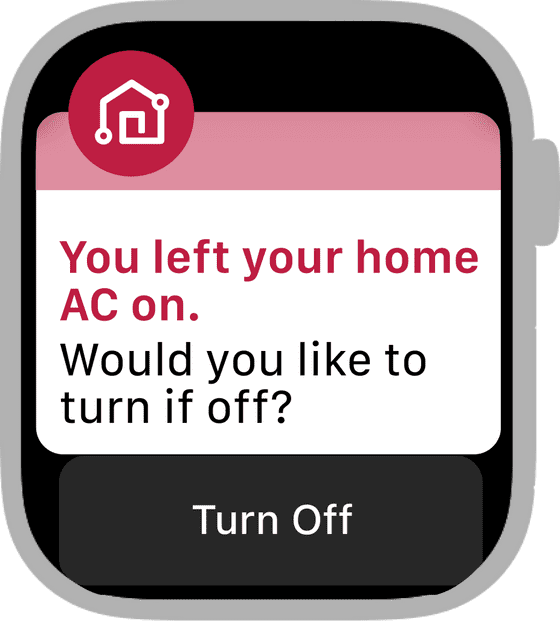 You left your home
AC on.
Would you like to
turn if off?
Turn Off